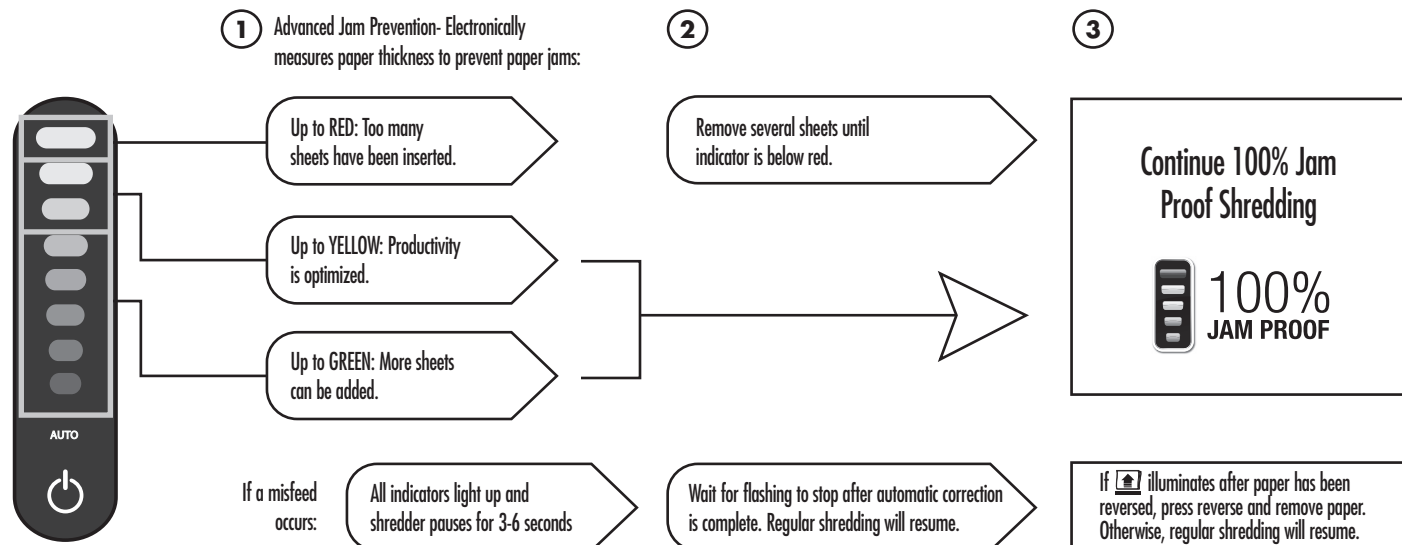 1
Advanced Jam Prevention- Electronically
measures paper thickness to prevent paper jams:
2
3
Up to RED: Too many
sheets have been inserted.
Remove several sheets until
indicator is below red.
Continue 100% Jam
Proof Shredding
Up to YELLOW: Productivity
is optimized.
100%
JAM PROOF
Up to GREEN: More sheets
can be added.
AUTO
If a misfeed
occurs:
All indicators light up and
shredder pauses for 3-6 seconds
Wait for flashing to stop after automatic correction
is complete. Regular shredding will resume.
If illuminates after paper has been
reversed, press reverse and remove paper.
Otherwise, regular shredding will resume.